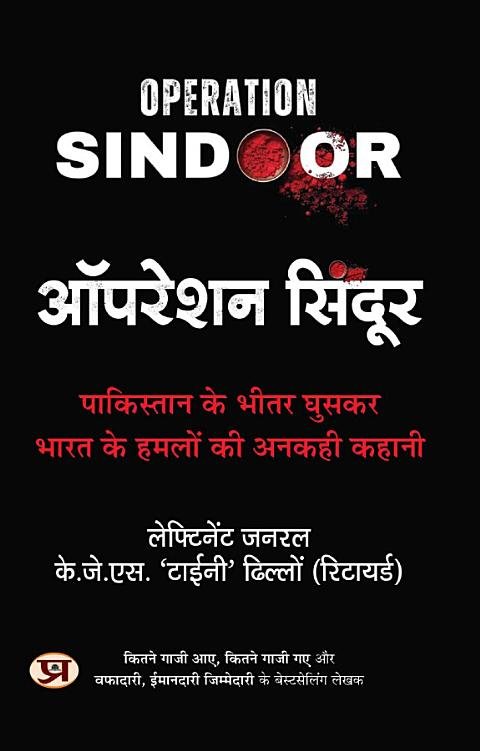 OPERATION
SINDOOR
ऑपरेशन सिंदूर
पाकिस्तान के भीतर घुसकर
भारत के हमलों की अनकही कहानी
लेफ्टिनेंट जनरल
के.जे.एस. ‘टाईनी’ ढिल्लों (रिटायर्ड)
प्र
कितने गाजी आए, कितने गाजी गए और
वफादारी, ईमानदारी जिम्मेदारी के बेस्टसेलिंग लेखक